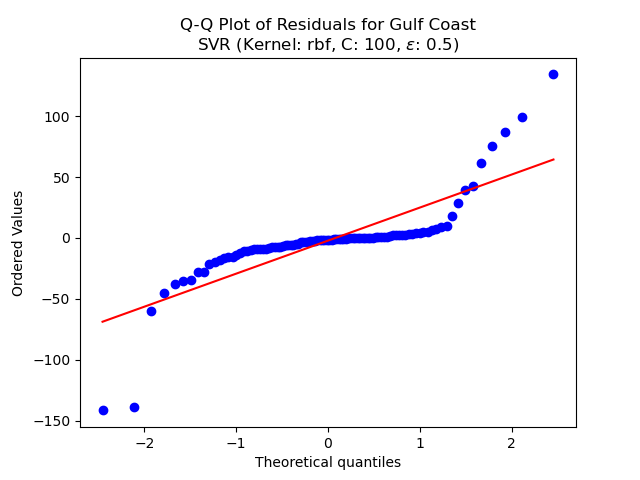 Q-Q Plot of Residuals for Gulf Coast
SVR (Kernel: rbf, C: 100, ε: 0.5)
Ordered Values
100
50
0
−50
−100
−150
−2
−1
0
1
2
Theoretical quantiles